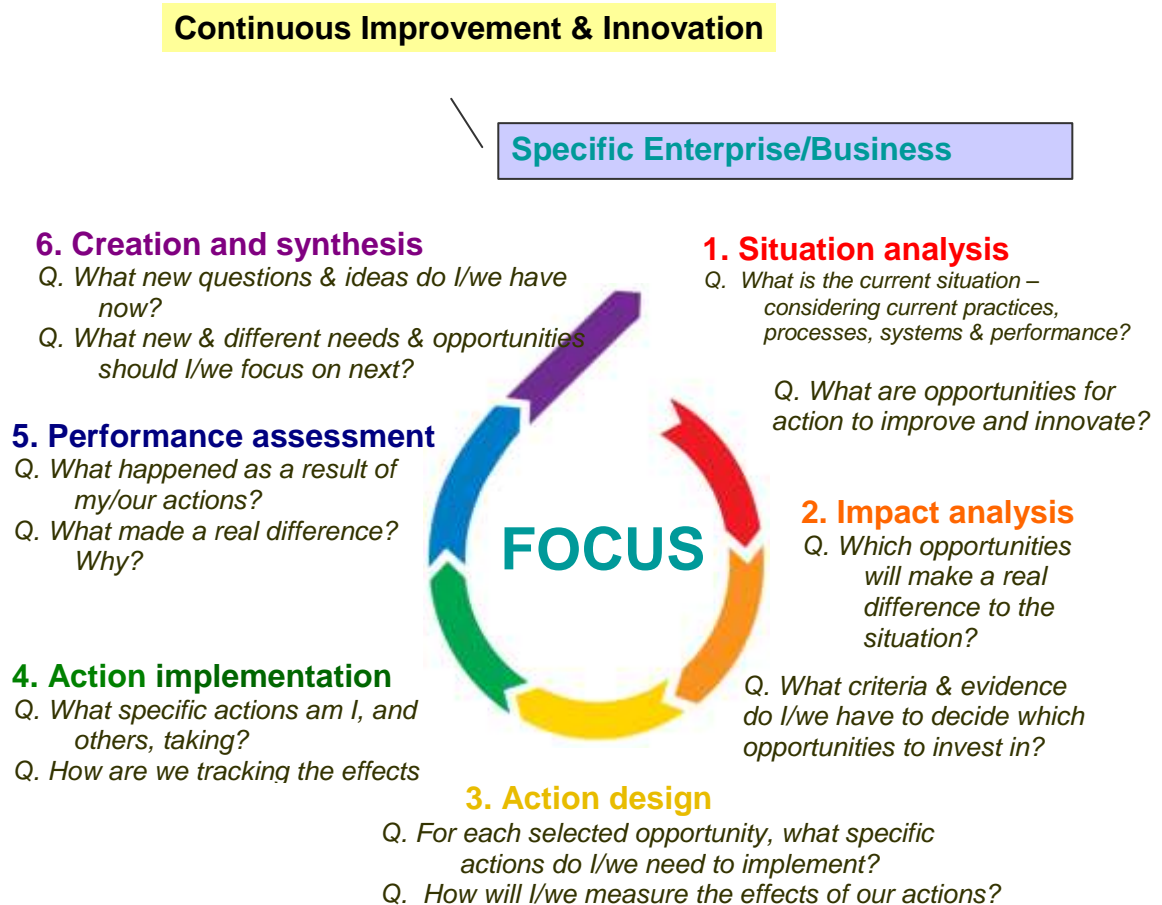 Continuous Improvement & Innovation
Specific Enterprise/Business
6. Creation and synthesis
Q. What new questions & ideas do I/we have
now?
Q. What new & different needs & opportunities
should I/we focus on next?
1. Situation analysis
Q. What is the current situation –
considering current practices,
processes, systems & performance?
Q. What are opportunities for
action to improve and innovate?
5. Performance assessment
Q. What happened as a result of
my/our actions?
Q. What made a real difference?
Why?
FOCUS
2. Impact analysis
Q. Which opportunities
will make a real
difference to the
situation?
Q. What criteria & evidence
do I/we have to decide which
opportunities to invest in?
4. Action implementation
Q. What specific actions am I, and
others, taking?
Q. How are we tracking the effects
3. Action design
Q. For each selected opportunity, what specific
actions do I/we need to implement?
Q. How will I/we measure the effects of our actions?